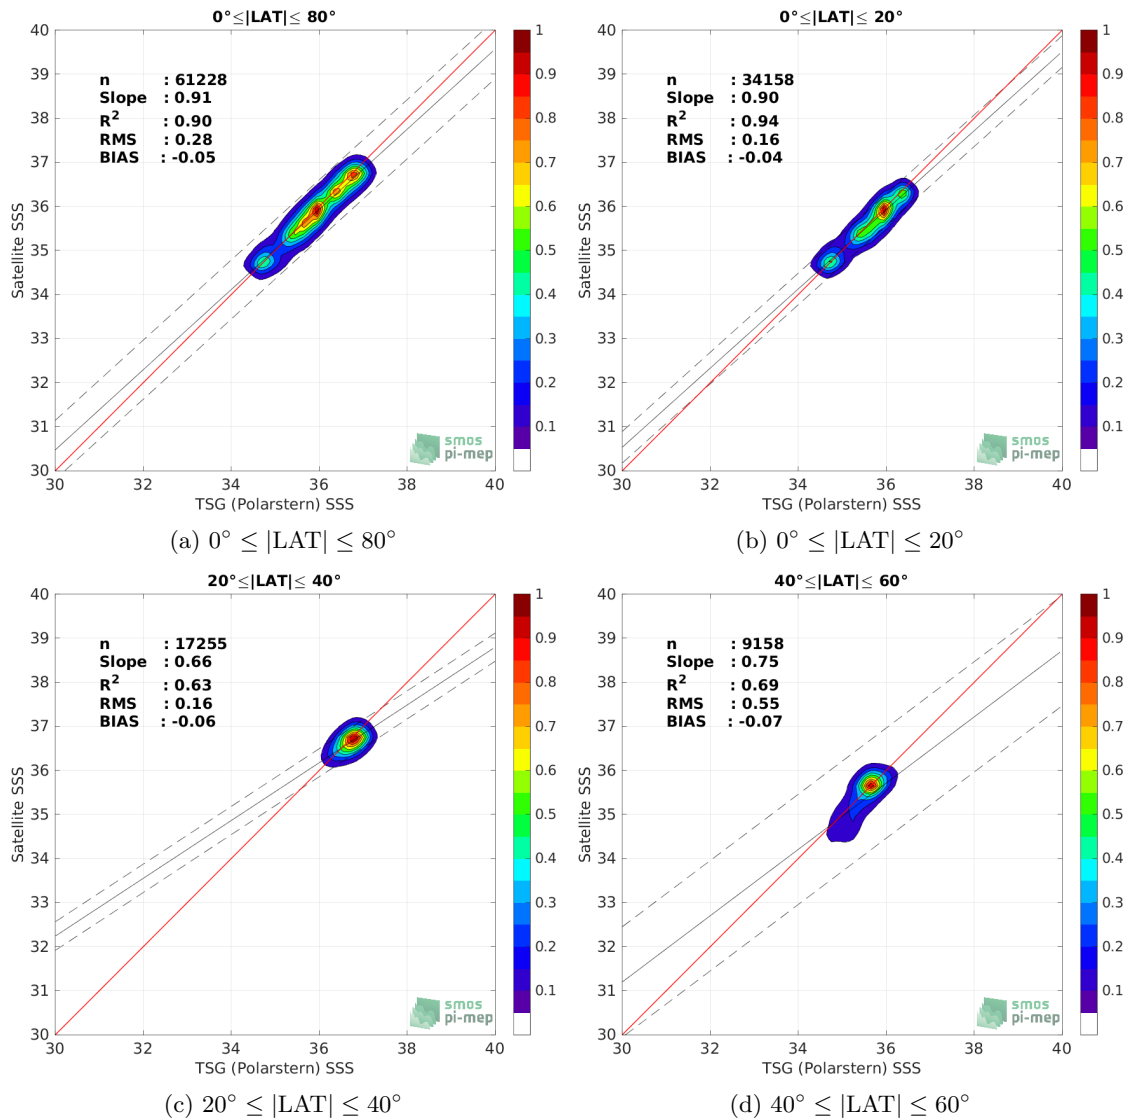 0°≤|LAT|≤ 80°
n : 61228
Slope : 0.91
R² : 0.90
RMS : 0.28
BIAS : -0.05
40
39
38
37
36
35
34
33
32
31
30
30 32 34 36 38 40
Satellite SSS
TSG (Polarstern) SSS
1
0.9
0.8
0.7
0.6
0.5
0.4
0.3
0.2
0.1
smos
pi-mep
(a) 0° ≤ |LAT| ≤ 80°
0°≤|LAT|≤ 20°
n : 34158
Slope : 0.90
R² : 0.94
RMS : 0.16
BIAS : -0.04
40
39
38
37
36
35
34
33
32
31
30
30 32 34 36 38 40
Satellite SSS
TSG (Polarstern) SSS
1
0.9
0.8
0.7
0.6
0.5
0.4
0.3
0.2
0.1
smos
pi-mep
(b) 0° ≤ |LAT| ≤ 20°
20°≤|LAT|≤ 40°
n : 17255
Slope : 0.66
R² : 0.63
RMS : 0.16
BIAS : -0.06
40
39
38
37
36
35
34
33
32
31
30
30 32 34 36 38 40
Satellite SSS
TSG (Polarstern) SSS
1
0.9
0.8
0.7
0.6
0.5
0.4
0.3
0.2
0.1
smos
pi-mep
(c) 20° ≤ |LAT| ≤ 40°
40°≤|LAT|≤ 60°
n : 9158
Slope : 0.75
R² : 0.69
RMS : 0.55
BIAS : -0.07
40
39
38
37
36
35
34
33
32
31
30
30 32 34 36 38 40
Satellite SSS
TSG (Polarstern) SSS
1
0.9
0.8
0.7
0.6
0.5
0.4
0.3
0.2
0.1
smos
pi-mep
(d) 40° ≤ |LAT| ≤ 60°